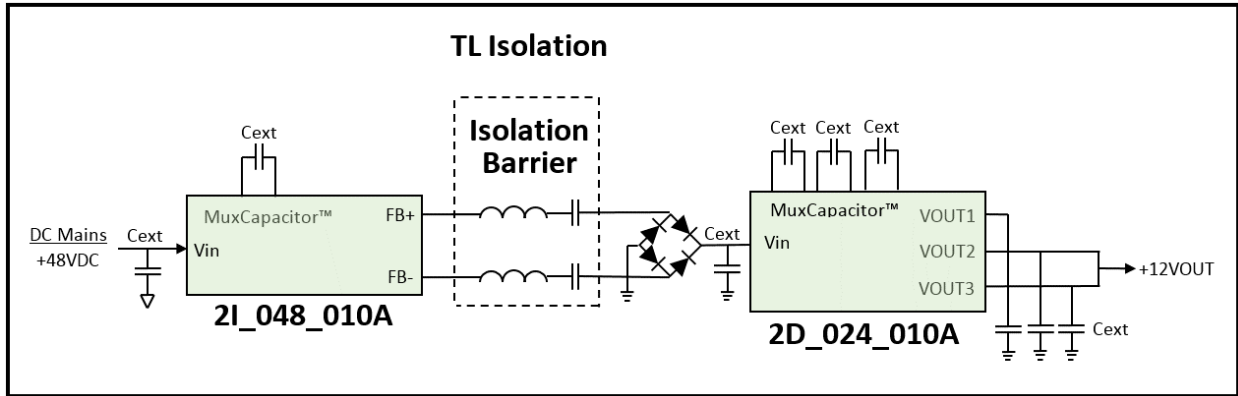 TL Isolation
Isolation
Barrier
Cext
Cext
Cext
Cext
MuxCapacitor™
FB+
MuxCapacitor™
VOUT1
DC Mains
Cext
Vin
+48VDC
Cext
Vin
VOUT2
+12VOUT
FB-
VOUT3
2I_048_010A
2D_024_010A
Cext